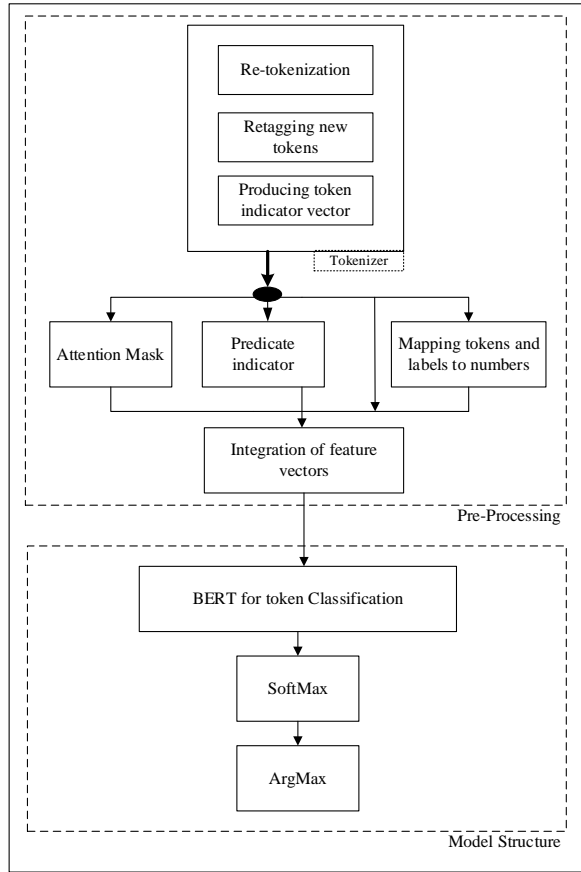 Re-tokenization
Retagging new
tokens
Producing token
indicator vector
Tokenizer
Attention Mask
Predicate
indicator
Mapping tokens and
labels to numbers
Integration of feature
vectors
Pre-Processing
BERT for token Classification
SoftMax
ArgMax
Model Structure